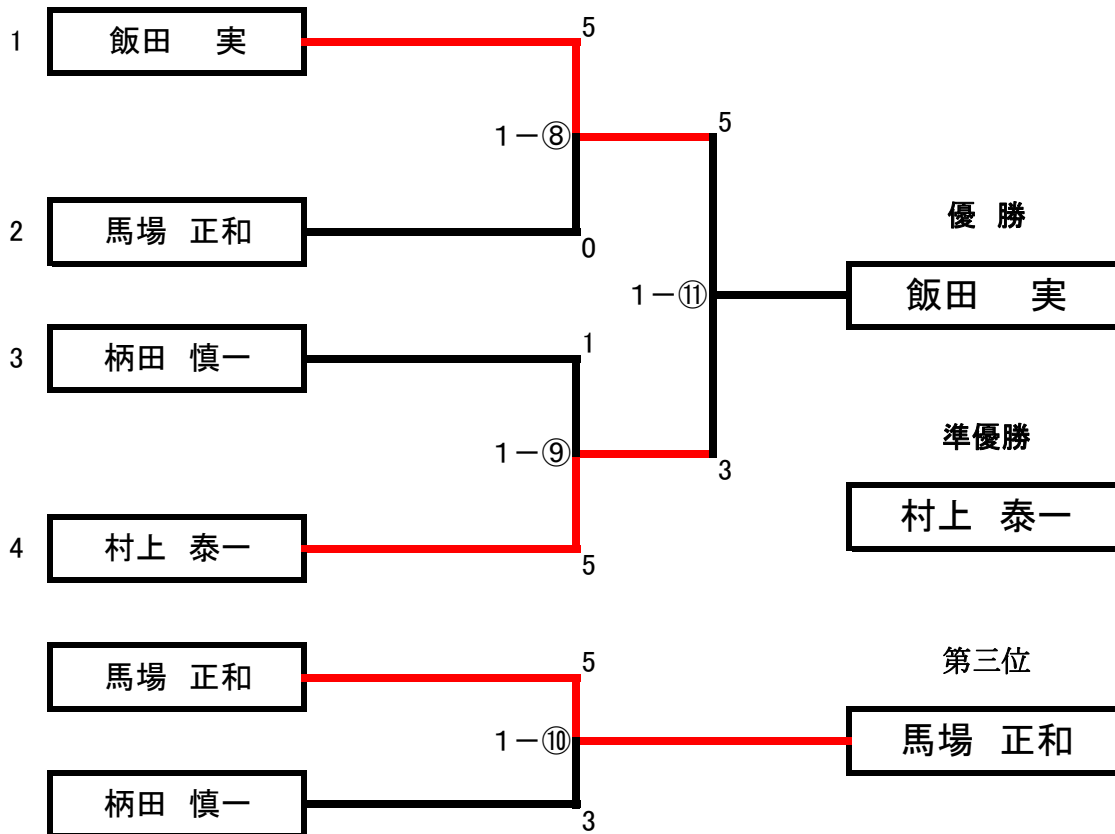 5
1 飯田 実
1－⑧ 5
2 馬場 正和 優 勝
0
1－⑪ 飯田 実
1
3 柄田 慎一
準優勝
1－⑨
3
村上 泰一
4 村上 泰一
5
5 第三位
馬場 正和
1－⑩ 馬場 正和
柄田 慎一
3